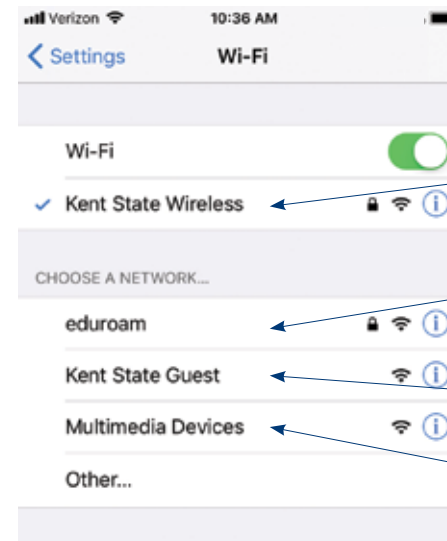 Verizon 10:36 AM
Settings Wi-Fi
Wi-Fi
Kent State Wireless
CHOOSE A NETWORK...
eduroam
Kent State Guest
Multimedia Devices
Other...